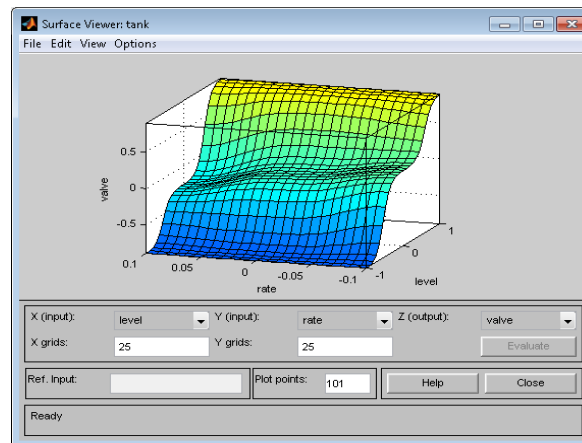 Surface Viewer: tank
File Edit View Options
0.5
0
-0.5
valve
0.1
0.05
0
-0.05
-0.1
rate
-1
0
1
level
X (input): level Y (input): rate Z (output): valve
X grids: 25 Y grids: 25 Evaluate
Ref. Input: Plot points: 101 Help Close
Ready